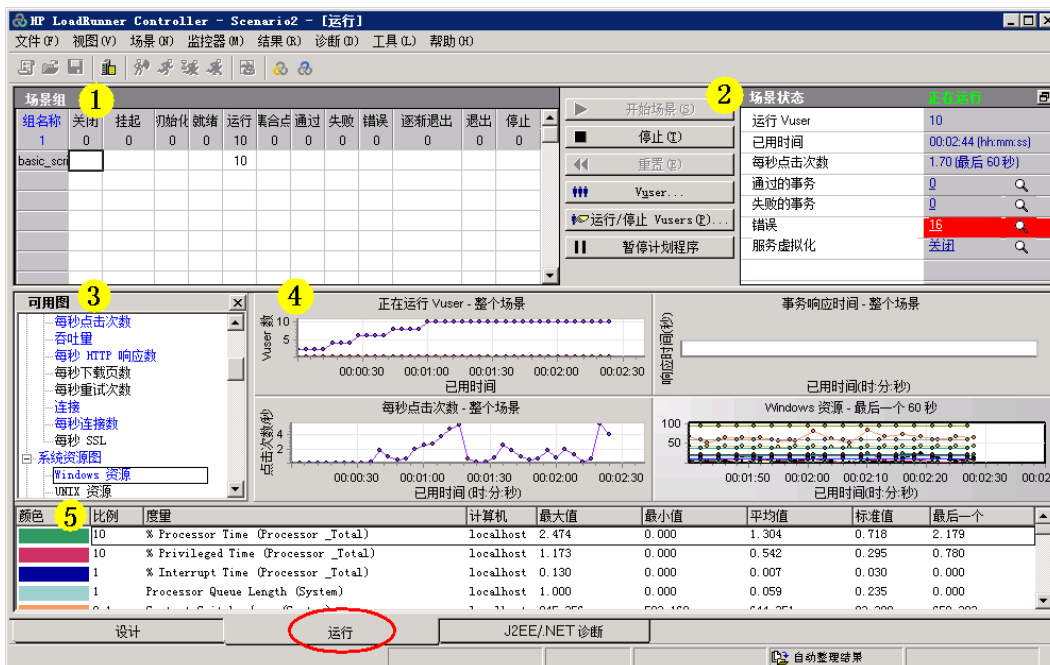 HP LoadRunner Controller - Scenario2 - [运行]
文件(F) 视图(V) 场景(N) 监控器(M) 结果(R) 诊断(D) 工具(L) 帮助(H)
场景组 1
组名称 关闭 挂起 初始化 就绪 运行 集合点 通过 失败 错误 逐渐退出 退出 停止
1 0 0 0 0 10 0 0 0 0 0 0 0
basic_scri 10
开始场景(S)
停止(T)
重置(E)
Vuser...
运行/停止 Vusers(P)...
暂停计划程序
2 场景状态 正在运行
运行 Vuser 10
已用时间 00:02:44 (hh:mm:ss)
每秒点击次数 1.70 (最后 60 秒)
通过的事务 0
失败的事务 0
错误 16
服务虚拟化 关闭
可用图 3
每秒点击次数
吞吐量
每秒 HTTP 响应数
每秒下载页数
每秒重试次数
连接
每秒连接数
每秒 SSL
系统资源图
Windows 资源
UNIX 资源
4
正在运行 Vuser - 整个场景
Vuser 数
10
5
00:00:30 00:01:00 00:01:30 00:02:00 00:02:30
已用时间
事务响应时间 - 整个场景
响应时间(秒)
已用时间(时:分:秒)
每秒点击次数 - 整个场景
点击次数/秒
4
2
00:00:30 00:01:00 00:01:30 00:02:00 00:02:30
已用时间(时:分:秒)
Windows 资源 - 最后一个 60 秒
100
50
00:01:50 00:02:00 00:02:10 00:02:20 00:02:30 00:02
已用时间(时:分:秒)
颜色 5 比例 度量 计算机 最大值 最小值 平均值 标准值 最后一个
10 % Processor Time (Processor _Total) localhost 2.474 0.000 1.304 0.718 2.179
10 % Privileged Time (Processor _Total) localhost 1.173 0.000 0.542 0.295 0.780
1 % Interrupt Time (Processor _Total) localhost 0.130 0.000 0.007 0.030 0.000
1 Processor Queue Length (System) localhost 1.000 0.000 0.059 0.235 0.000
设计 运行 J2EE/.NET 诊断
自动整理结果